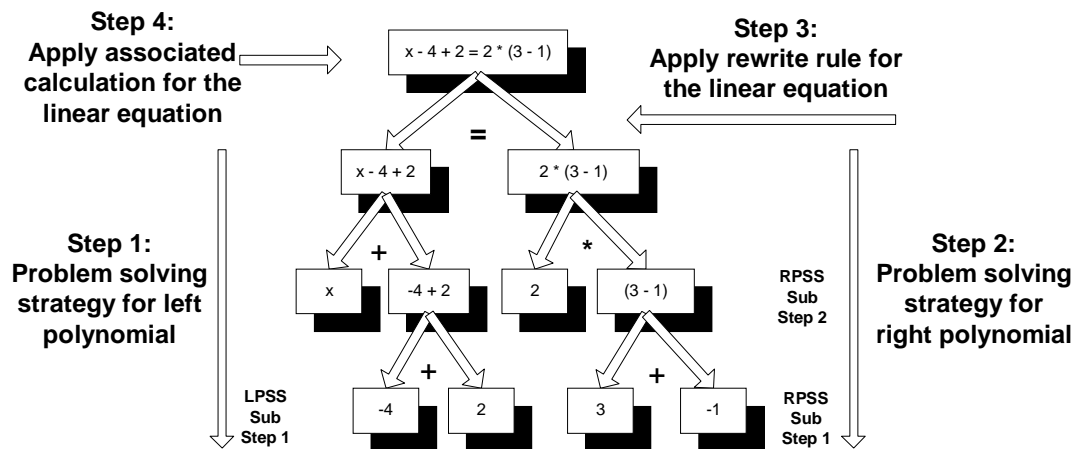 Step 4:
Apply associated
calculation for the
linear equation
x - 4 + 2 = 2 * (3 - 1)
Step 3:
Apply rewrite rule for
the linear equation
=
x - 4 + 2
2 * (3 - 1)
Step 1:
Problem solving
strategy for left
polynomial
+
*
x
-4 + 2
2
(3 - 1)
RPSS
Sub
Step 2
Step 2:
Problem solving
strategy for
right polynomial
LPSS
Sub
Step 1
+
+
-4
2
3
-1
RPSS
Sub
Step 1